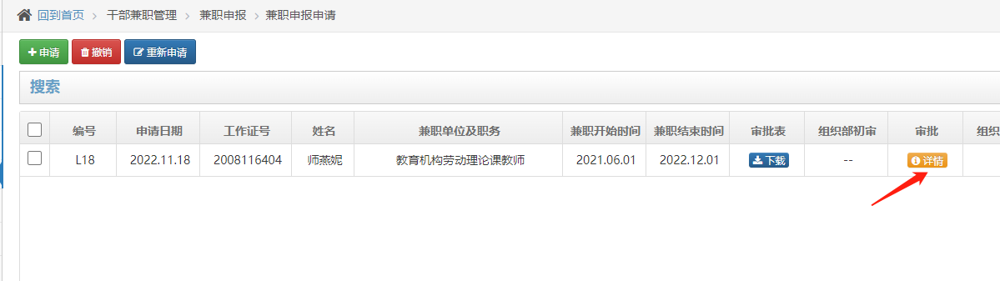 回到首页 > 干部兼职管理 > 兼职申报 > 兼职申报申请
申请 撤销 重新申请
搜索
编号 申请日期 工作证号 姓名 兼职单位及职务 兼职开始时间 兼职结束时间 审批表 组织部初审 审批 组织
L18 2022.11.18 2008116404 师燕妮 教育机构劳动理论课教师 2021.06.01 2022.12.01 下载 -- 详情